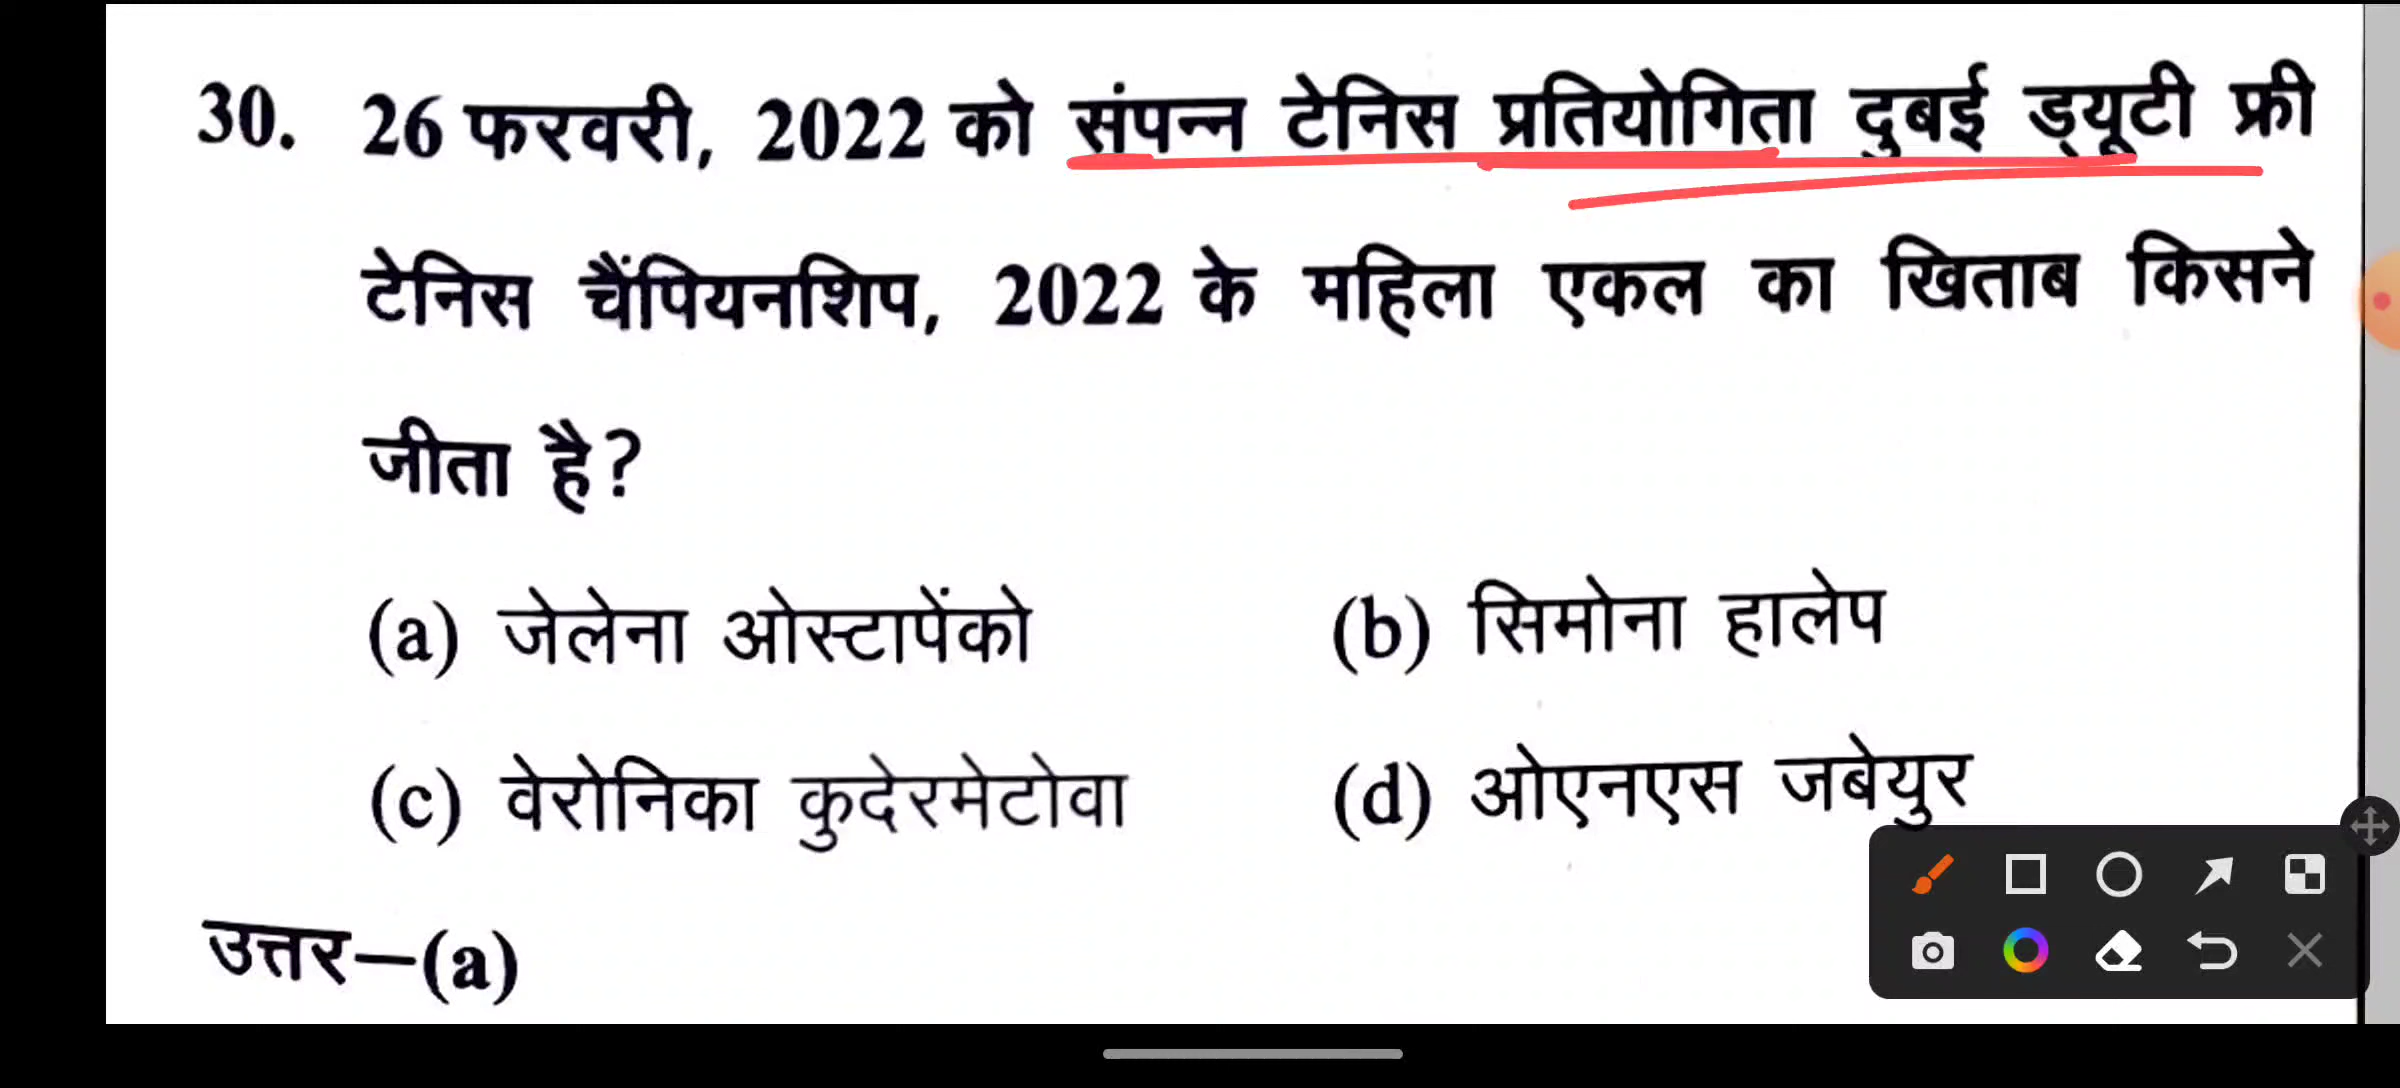 30. 26 फरवरी, 2022 को संपन्न टेनिस प्रतियोगिता दुबई ड्यूटी फ्री
टेनिस चैंपियनशिप, 2022 के महिला एकल का खिताब किसने
जीता है?
(a) जेलेना ओस्टापेंको (b) सिमोना हालेप
(c) वेरोनिका कुदेरमेटोवा (d) ओएनएस जबेयुर
उत्तर—(a)